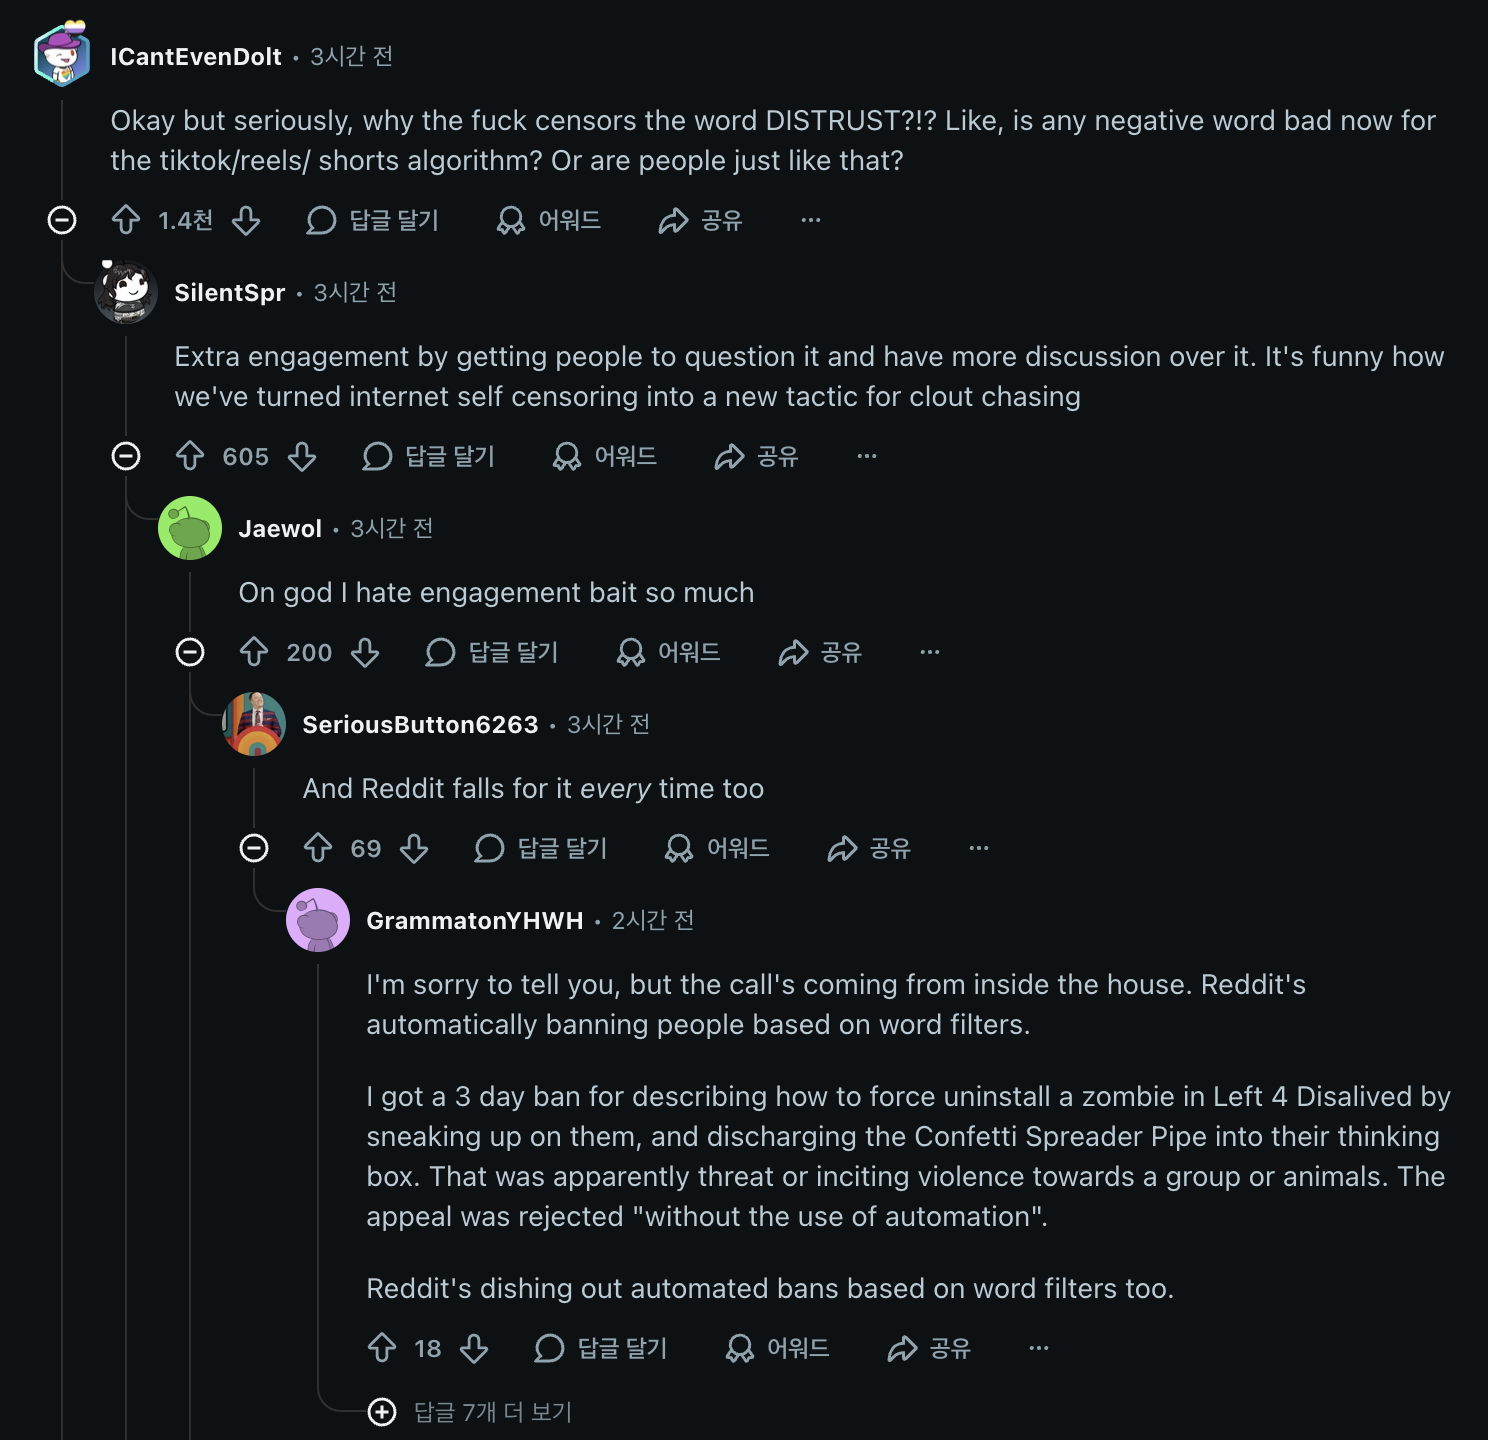 ICantEvenDoIt • 3시간 전
Okay but seriously, why the fuck censors the word DISTRUST?!? Like, is any negative word bad now for
the tiktok/reels/ shorts algorithm? Or are people just like that?
1.4천 답글 달기 어워드 공유 ...
SilentSpr • 3시간 전
Extra engagement by getting people to question it and have more discussion over it. It's funny how
we've turned internet self censoring into a new tactic for clout chasing
605 답글 달기 어워드 공유 ...
Jaewol • 3시간 전
On god I hate engagement bait so much
200 답글 달기 어워드 공유 ...
SeriousButton6263 • 3시간 전
And Reddit falls for it every time too
69 답글 달기 어워드 공유 ...
GrammatonYHWH • 2시간 전
I'm sorry to tell you, but the call's coming from inside the house. Reddit's
automatically banning people based on word filters.
I got a 3 day ban for describing how to force uninstall a zombie in Left 4 Disalived by
sneaking up on them, and discharging the Confetti Spreader Pipe into their thinking
box. That was apparently threat or inciting violence towards a group or animals. The
appeal was rejected "without the use of automation".
Reddit's dishing out automated bans based on word filters too.
18 답글 달기 어워드 공유 ...
답글 7개 더 보기